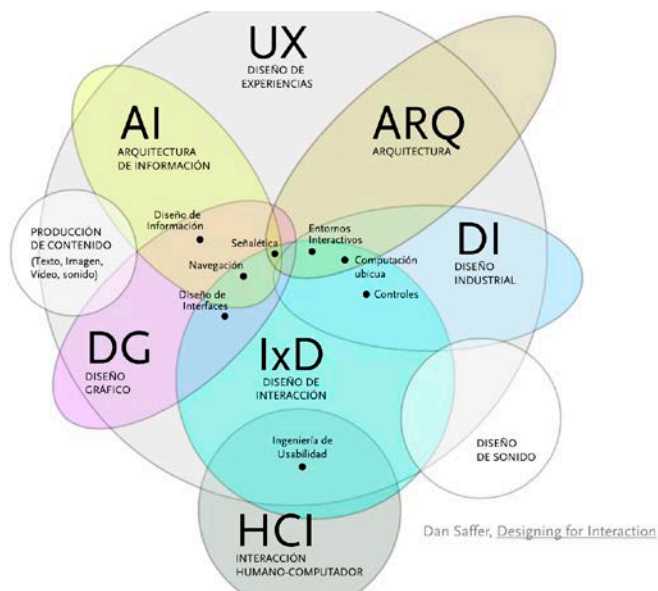 UX
DISEÑO DE
EXPERIENCIAS
AI
ARQUITECTURA
DE INFORMACIÓN
ARQ
ARQUITECTURA
PRODUCCIÓN
DE CONTENIDO
(Texto, Imagen,
Video, sonido)
Diseño de
Información
Señalética
Entornos
Interactivos
DI
DISEÑO
INDUSTRIAL
Navegación
Computación
ubicua
Controles
Diseño de
Interfaces
DG
DISEÑO
GRÁFICO
IxD
DISEÑO DE
INTERACCIÓN
Ingeniería de
Usabilidad
DISEÑO
DE SONIDO
HCI
INTERACCIÓN
HUMANO-COMPUTADOR
Dan Saffer, Designing for Interaction